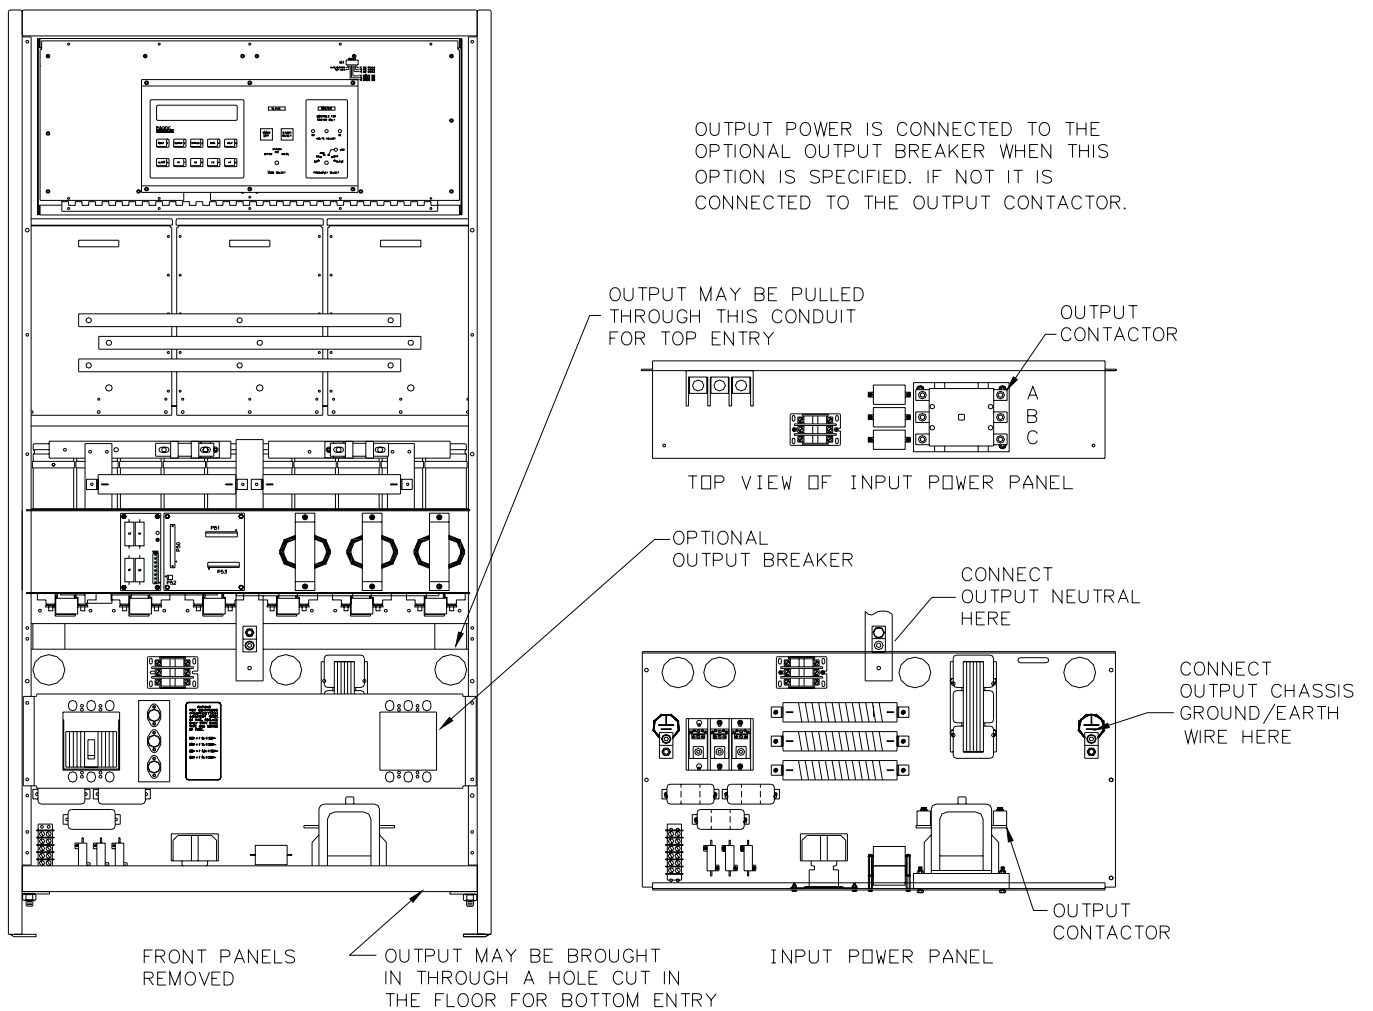 OUTPUT POWER IS CONNECTED TO THE
OPTIONAL OUTPUT BREAKER WHEN THIS
OPTION IS SPECIFIED. IF NOT IT IS
CONNECTED TO THE OUTPUT CONTACTOR.
OUTPUT MAY BE PULLED
THROUGH THIS CONDUIT
FOR TOP ENTRY
OUTPUT
CONTACTOR
A
B
C
TOP VIEW OF INPUT POWER PANEL
P51
P50
P53
P52
OPTIONAL
OUTPUT BREAKER
CONNECT
OUTPUT NEUTRAL
HERE
CONNECT
OUTPUT CHASSIS
GROUND/EARTH
WIRE HERE
OUTPUT
CONTACTOR
FRONT PANELS
REMOVED
OUTPUT MAY BE BROUGHT
IN THROUGH A HOLE CUT IN
THE FLOOR FOR BOTTOM ENTRY
INPUT POWER PANEL